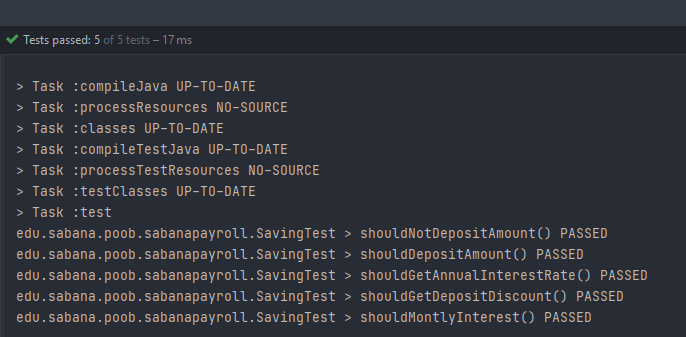 Tests passed: 5 of 5 tests – 17 ms
> Task :compileJava UP-TO-DATE
> Task :processResources NO-SOURCE
> Task :classes UP-TO-DATE
> Task :compileTestJava UP-TO-DATE
> Task :processTestResources NO-SOURCE
> Task :testClasses UP-TO-DATE
> Task :test
edu.sabana.poob.sabanapayroll.SavingTest > shouldNotDepositAmount() PASSED
edu.sabana.poob.sabanapayroll.SavingTest > shouldDepositAmount() PASSED
edu.sabana.poob.sabanapayroll.SavingTest > shouldGetAnnualInterestRate() PASSED
edu.sabana.poob.sabanapayroll.SavingTest > shouldGetDepositDiscount() PASSED
edu.sabana.poob.sabanapayroll.SavingTest > shouldMontlyInterest() PASSED